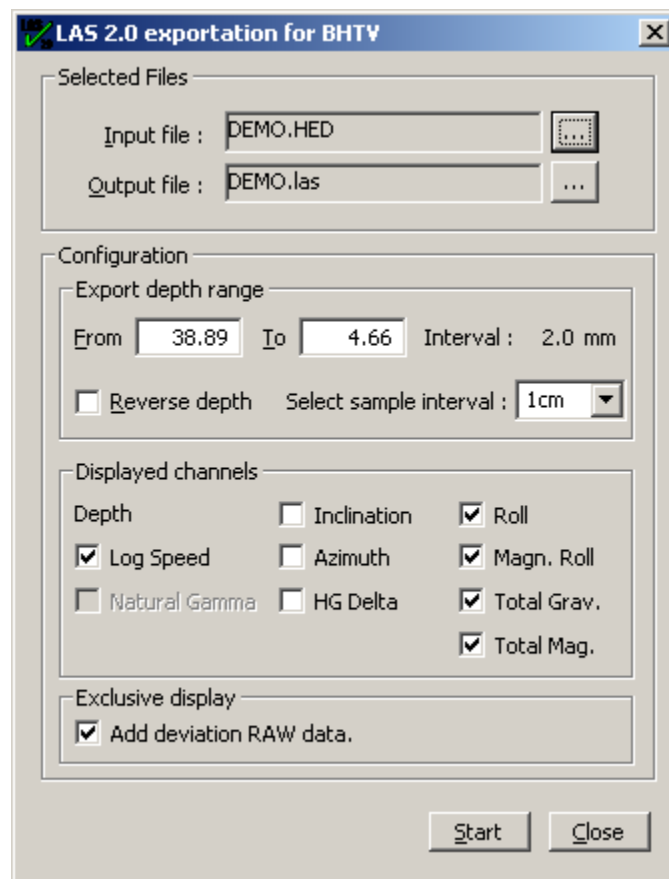 LAS 2.0 exportation for BHTV
Selected Files
Input file : DEMO.HED ...
Output file : DEMO.las ...
Configuration
Export depth range
From 38.89 To 4.66 Interval : 2.0 mm
Reverse depth Select sample interval : 1cm
Displayed channels
Depth Inclination Roll
Log Speed Azimuth Magn. Roll
Natural Gamma HG Delta Total Grav.
Total Mag.
Exclusive display
Add deviation RAW data.
Start Close